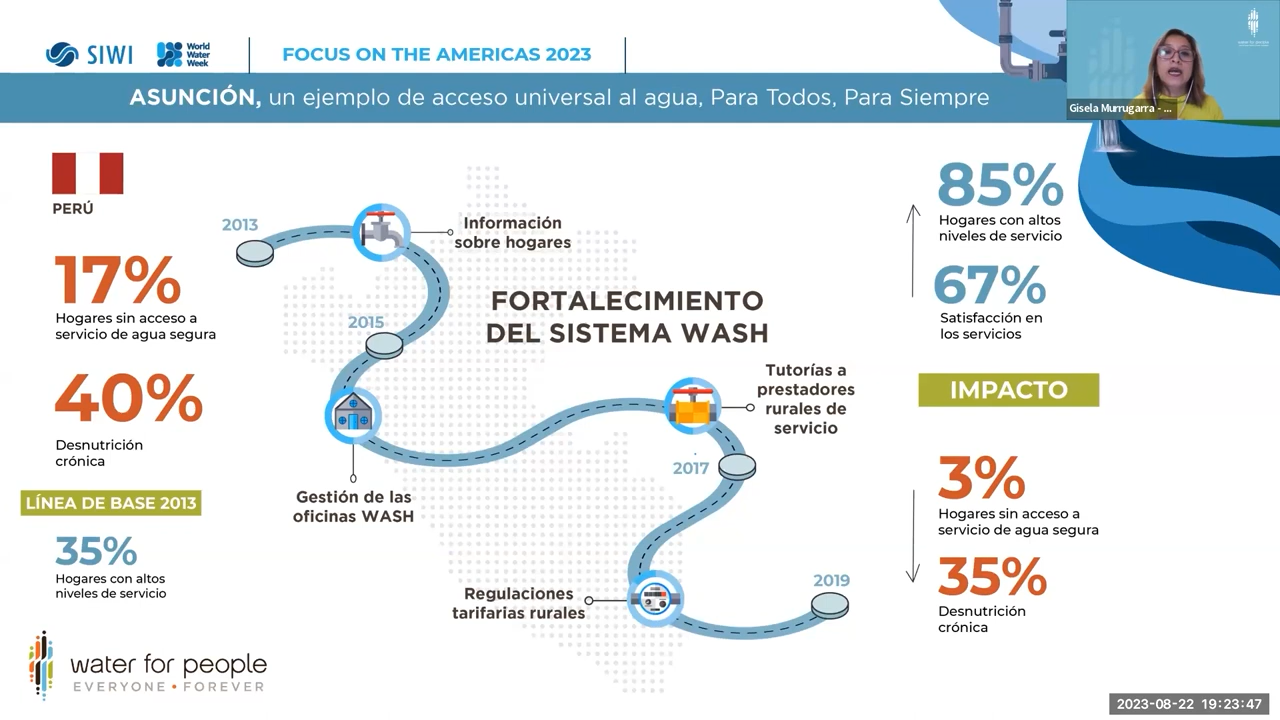 SIWI
World
Water
Week
FOCUS ON THE AMERICAS 2023
ASUNCIÓN, un ejemplo de acceso universal al agua, Para Todos, Para Siempre
water for people
Gisela Murrugarra - ...
PERÚ
17%
Hogares sin acceso a
servicio de agua segura
40%
Desnutrición
crónica
LÍNEA DE BASE 2013
35%
Hogares con altos
niveles de servicio
2013
Información
sobre hogares
FORTALECIMIENTO
DEL SISTEMA WASH
2015
Gestión de las
oficinas WASH
Tutorías a
prestadores
rurales de
servicio
2017
Regulaciones
tarifarias rurales
2019
85%
Hogares con altos
niveles de servicio
67%
Satisfacción en
los servicios
IMPACTO
3%
Hogares sin acceso a
servicio de agua segura
35%
Desnutrición
crónica
water for people
EVERYONE • FOREVER
2023-08-22 19:23:47